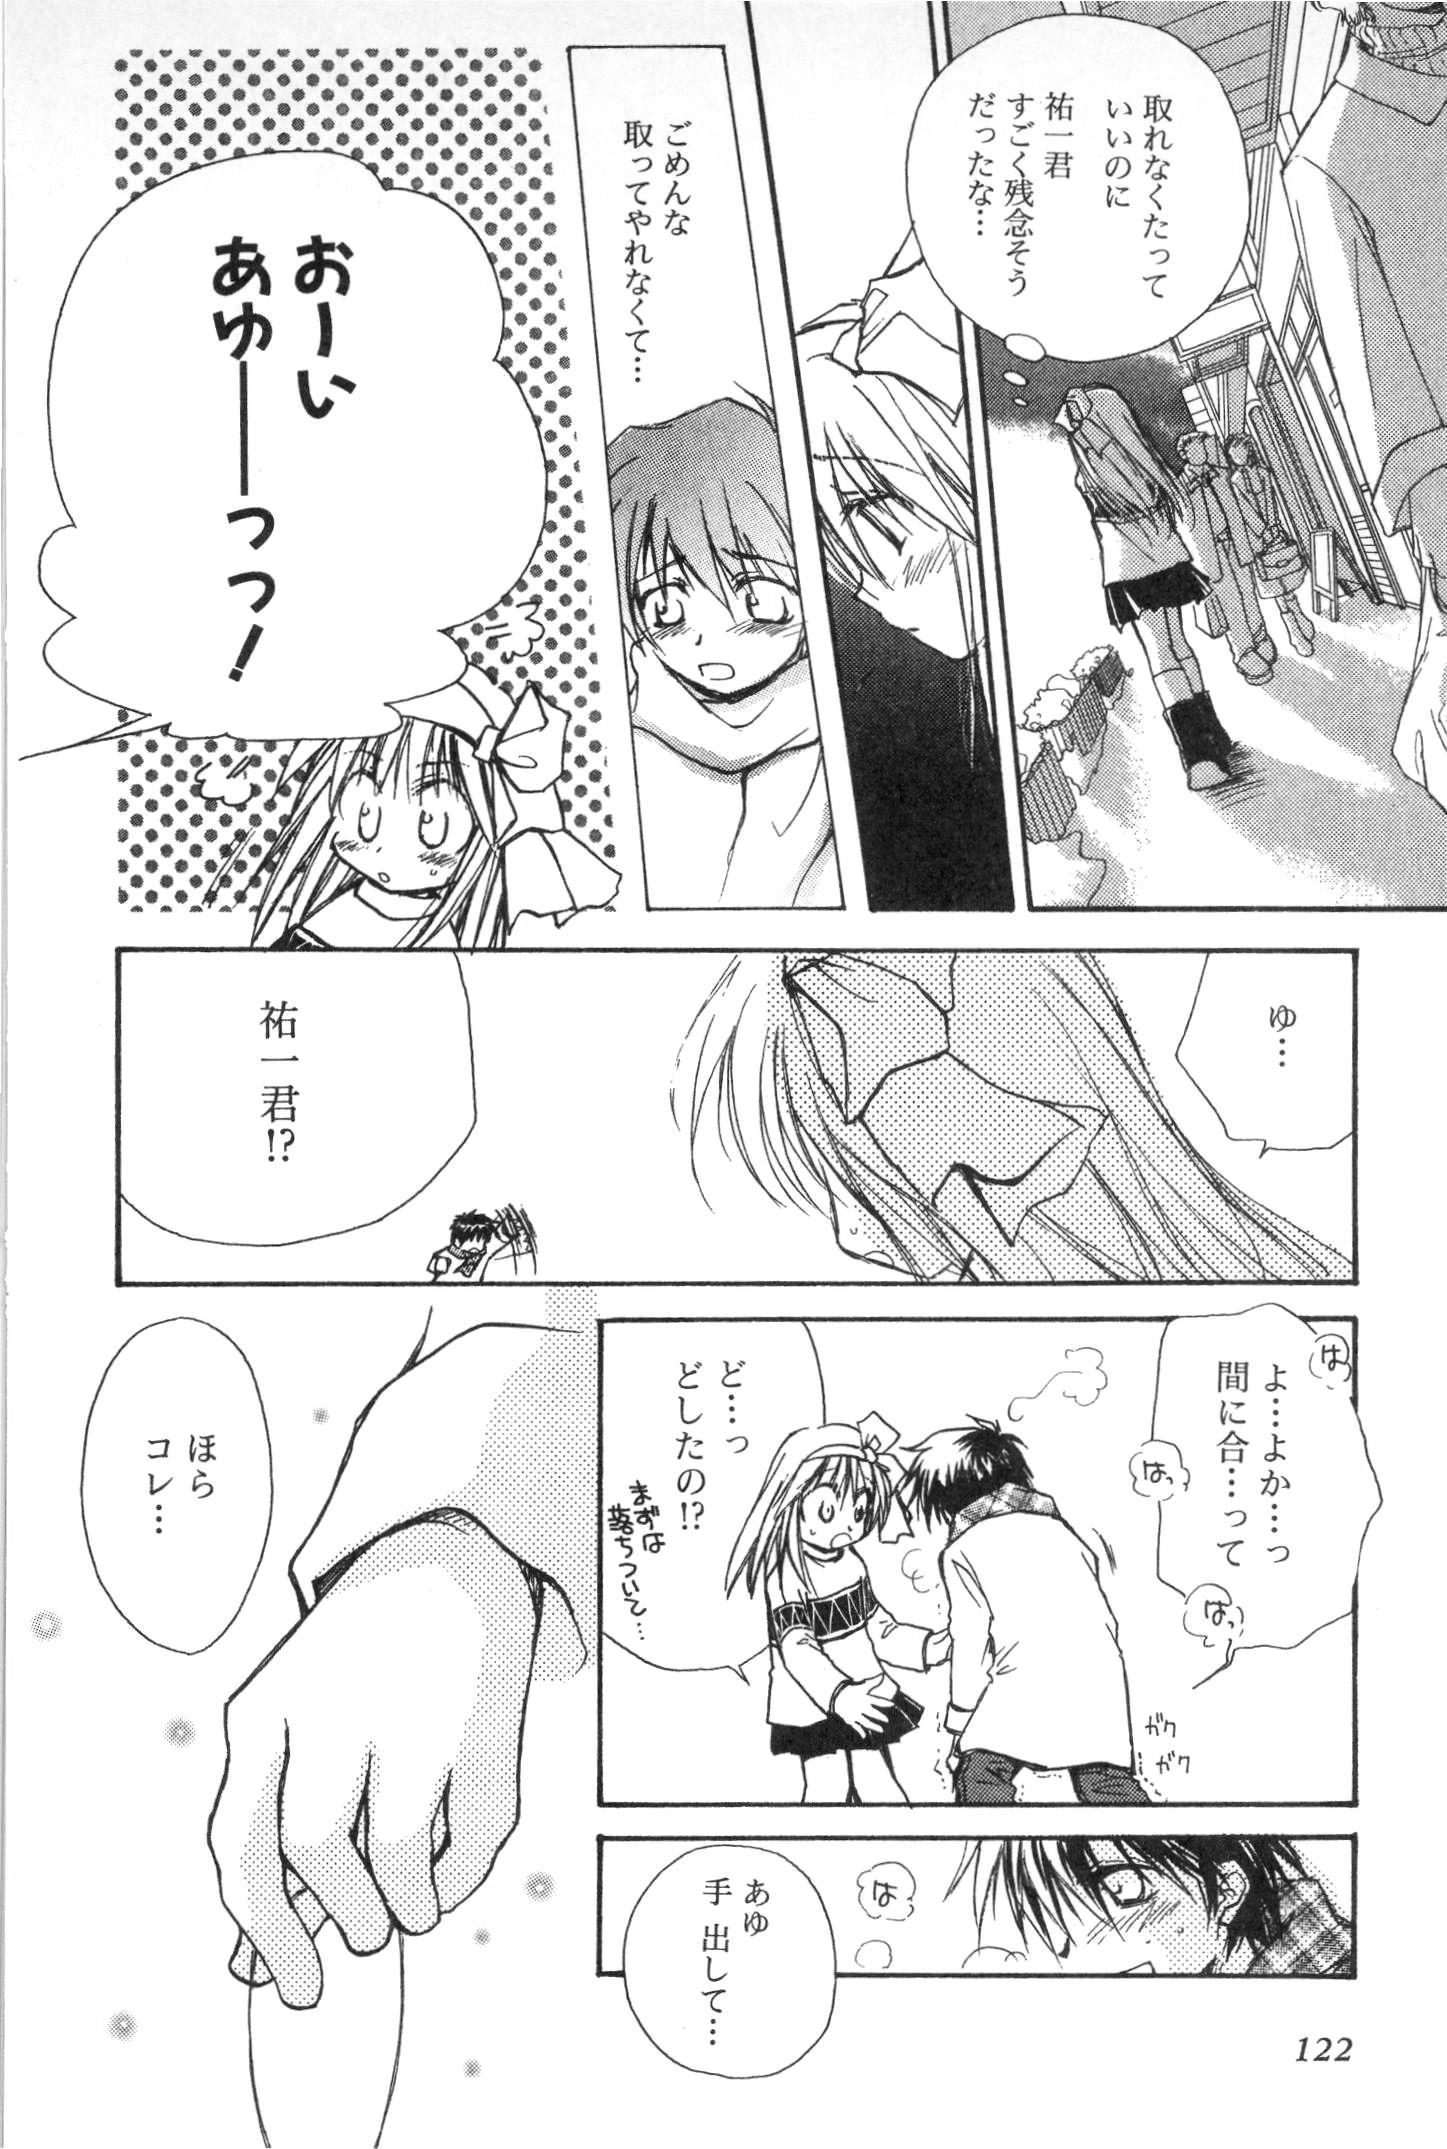 取れなくたって
いいのに
祐一君
すごく残念そう
だったな…
ごめんな
取ってやれなくて…
おーい
あゆーっっ！
ゆ…
祐一君!?
は
よ…よか…っ
間に合…って
はっ
はっ
ど…っ
どしたの!?
まずは
落ちついて…
ガク
ガク
は
あゆ
手 出して…
ほら
コレ…
122